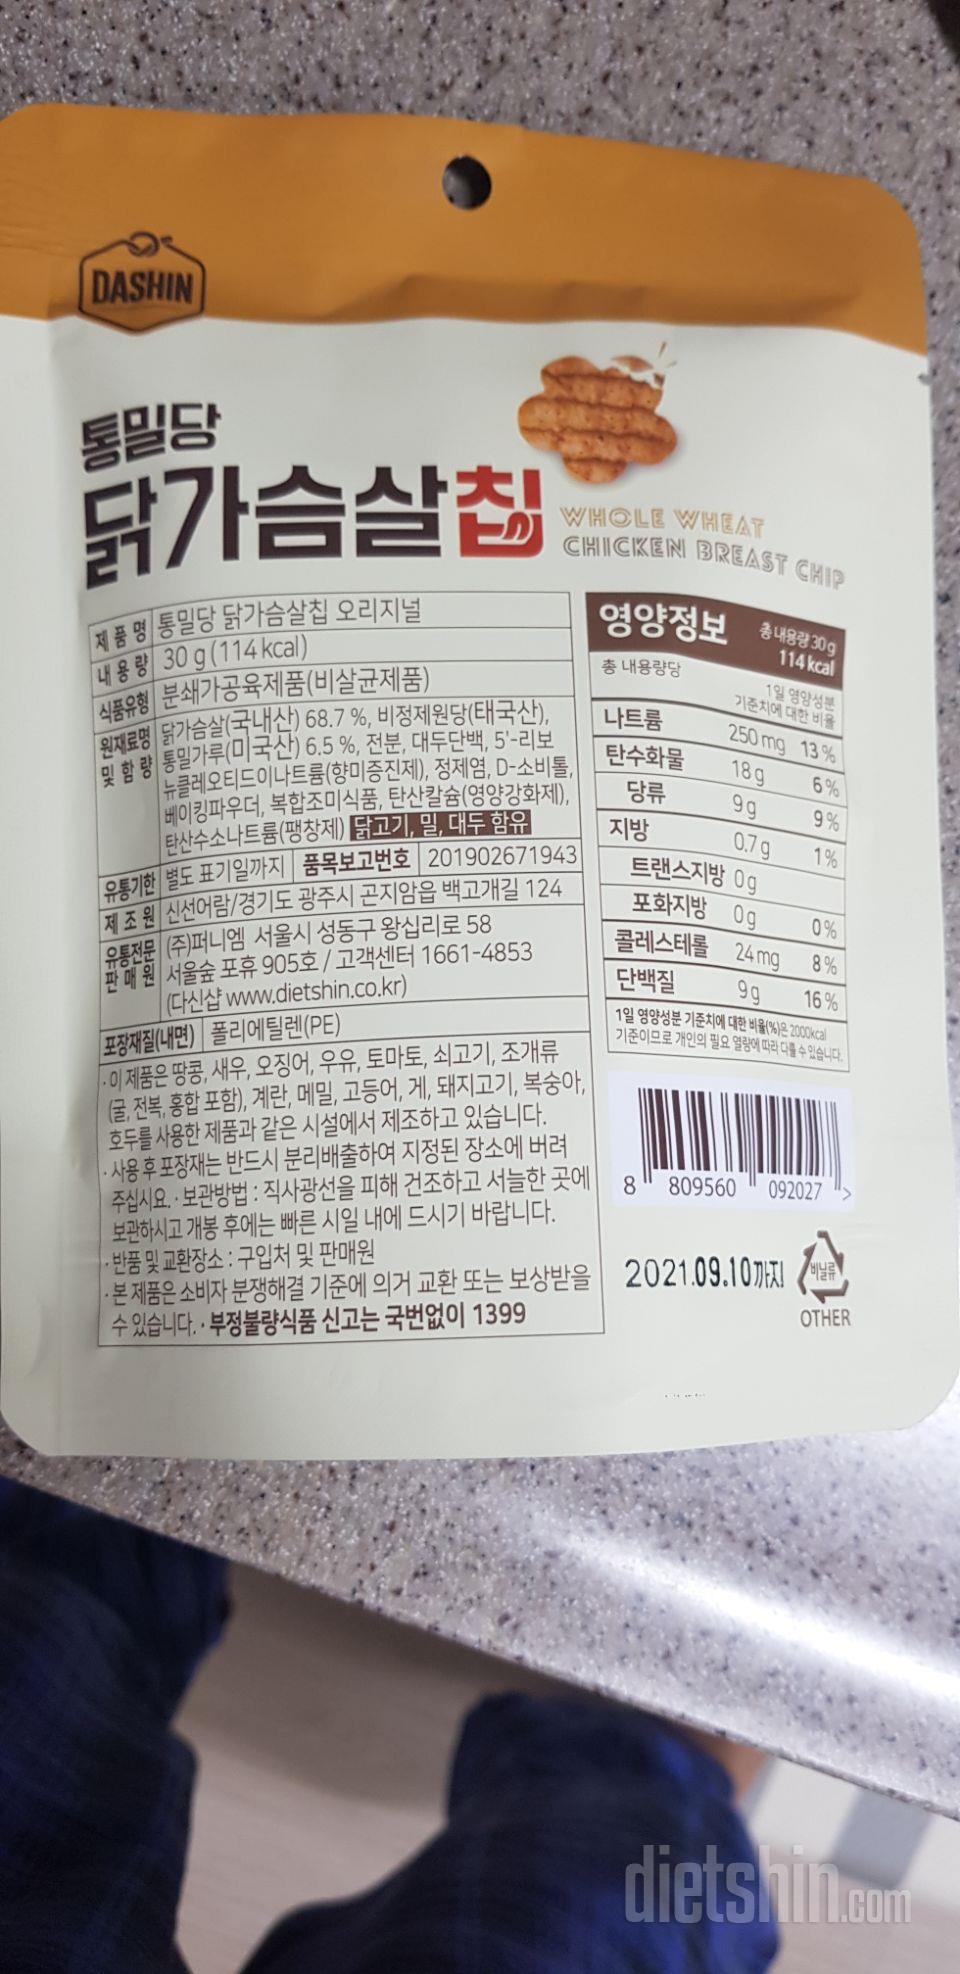 DASHIN
통밀당
닭가슴살칩
WHOLE WHEAT
CHICKEN BREAST CHIP
제품명 통밀당 닭가슴살칩 오리지널
내용량 30 g (114 kcal)
식품유형 분쇄가공육제품(비살균제품)
원재료명 및 함량 닭가슴살(국내산) 68.7 %, 비정제원당(태국산),
통밀가루(미국산) 6.5 %, 전분, 대두단백, 5'-리보
뉴클레오티드이나트륨(향미증진제), 정제염, D-소비톨,
베이킹파우더, 복합조미식품, 탄산칼슘(영양강화제),
탄산수소나트륨(팽창제) 닭고기, 밀, 대두 함유
유통기한 별도 표기일까지 품목보고번호 201902671943
제조원 신선어람/경기도 광주시 곤지암읍 백고개길 124
유통전문판매원 (주)퍼니엠 서울시 성동구 왕십리로 58
서울숲 포휴 905호 / 고객센터 1661-4853
(다신샵 www.dietshin.co.kr)
포장재질(내면) 폴리에틸렌(PE)
·이 제품은 땅콩, 새우, 오징어, 우유, 토마토, 쇠고기, 조개류
(굴, 전복, 홍합 포함), 계란, 메밀, 고등어, 게, 돼지고기, 복숭아,
호두를 사용한 제품과 같은 시설에서 제조하고 있습니다.
·사용 후 포장재는 반드시 분리배출하여 지정된 장소에 버려
주십시요. ·보관방법 : 직사광선을 피해 건조하고 서늘한 곳에
보관하시고 개봉 후에는 빠른 시일 내에 드시기 바랍니다.
·반품 및 교환장소 : 구입처 및 판매원
·본 제품은 소비자 분쟁해결 기준에 의거 교환 또는 보상받을
수 있습니다. ·부정불량식품 신고는 국번없이 1399
영양정보 총 내용량 30 g
114 kcal
총 내용량당 1일 영양성분
기준치에 대한 비율
나트륨 250 mg 13 %
탄수화물 18 g 6 %
당류 9 g 9 %
지방 0.7 g 1 %
트랜스지방 0 g
포화지방 0 g 0 %
콜레스테롤 24 mg 8 %
단백질 9 g 16 %
1일 영양성분 기준치에 대한 비율(%)은 2000kcal
기준이므로 개인의 필요 열량에 따라 다를 수 있습니다.
8 809560 092027 >
2021.09.10까지
비닐류
OTHER
dietshin.com